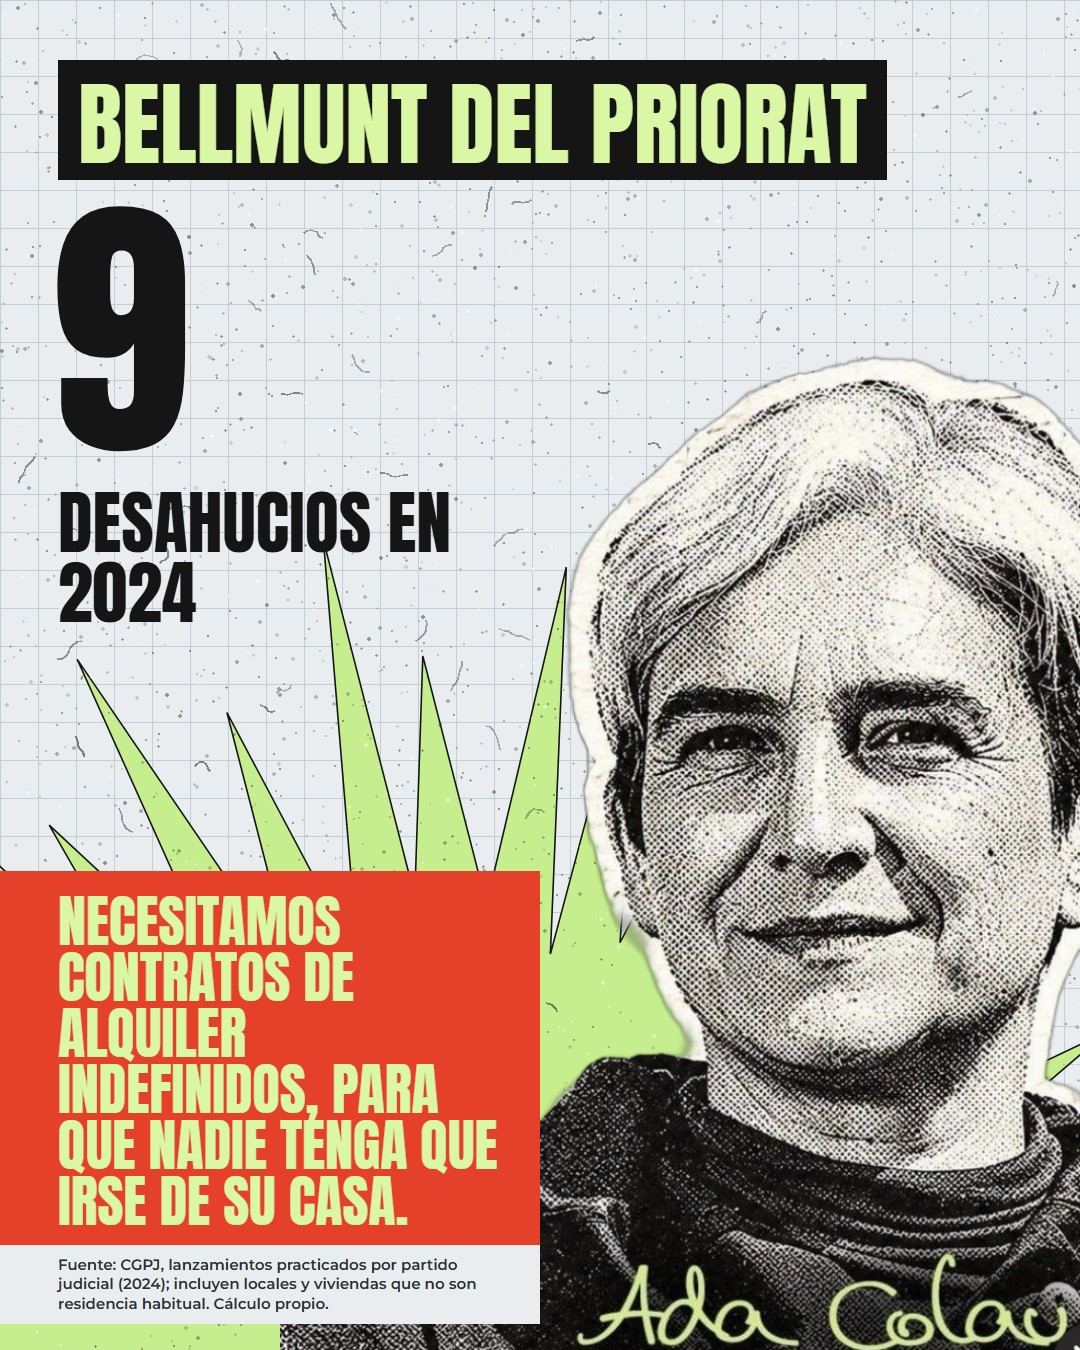 BELLMUNT DEL PRIORAT
9
DESAHUCIOS EN
2024
NECESITAMOS
CONTRATOS DE
ALQUILER
INDEFINIDOS, PARA
QUE NADIE TENGA QUE
IRSE DE SU CASA.
Fuente: CGPJ, lanzamientos practicados por partido
judicial (2024); incluyen locales y viviendas que no son
residencia habitual. Cálculo propio.
Ada Colau